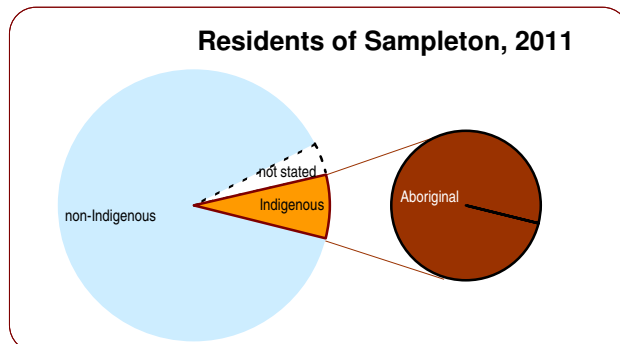 Residents of Sampleton, 2011
not stated
Aboriginal
Indigenous
non-Indigenous